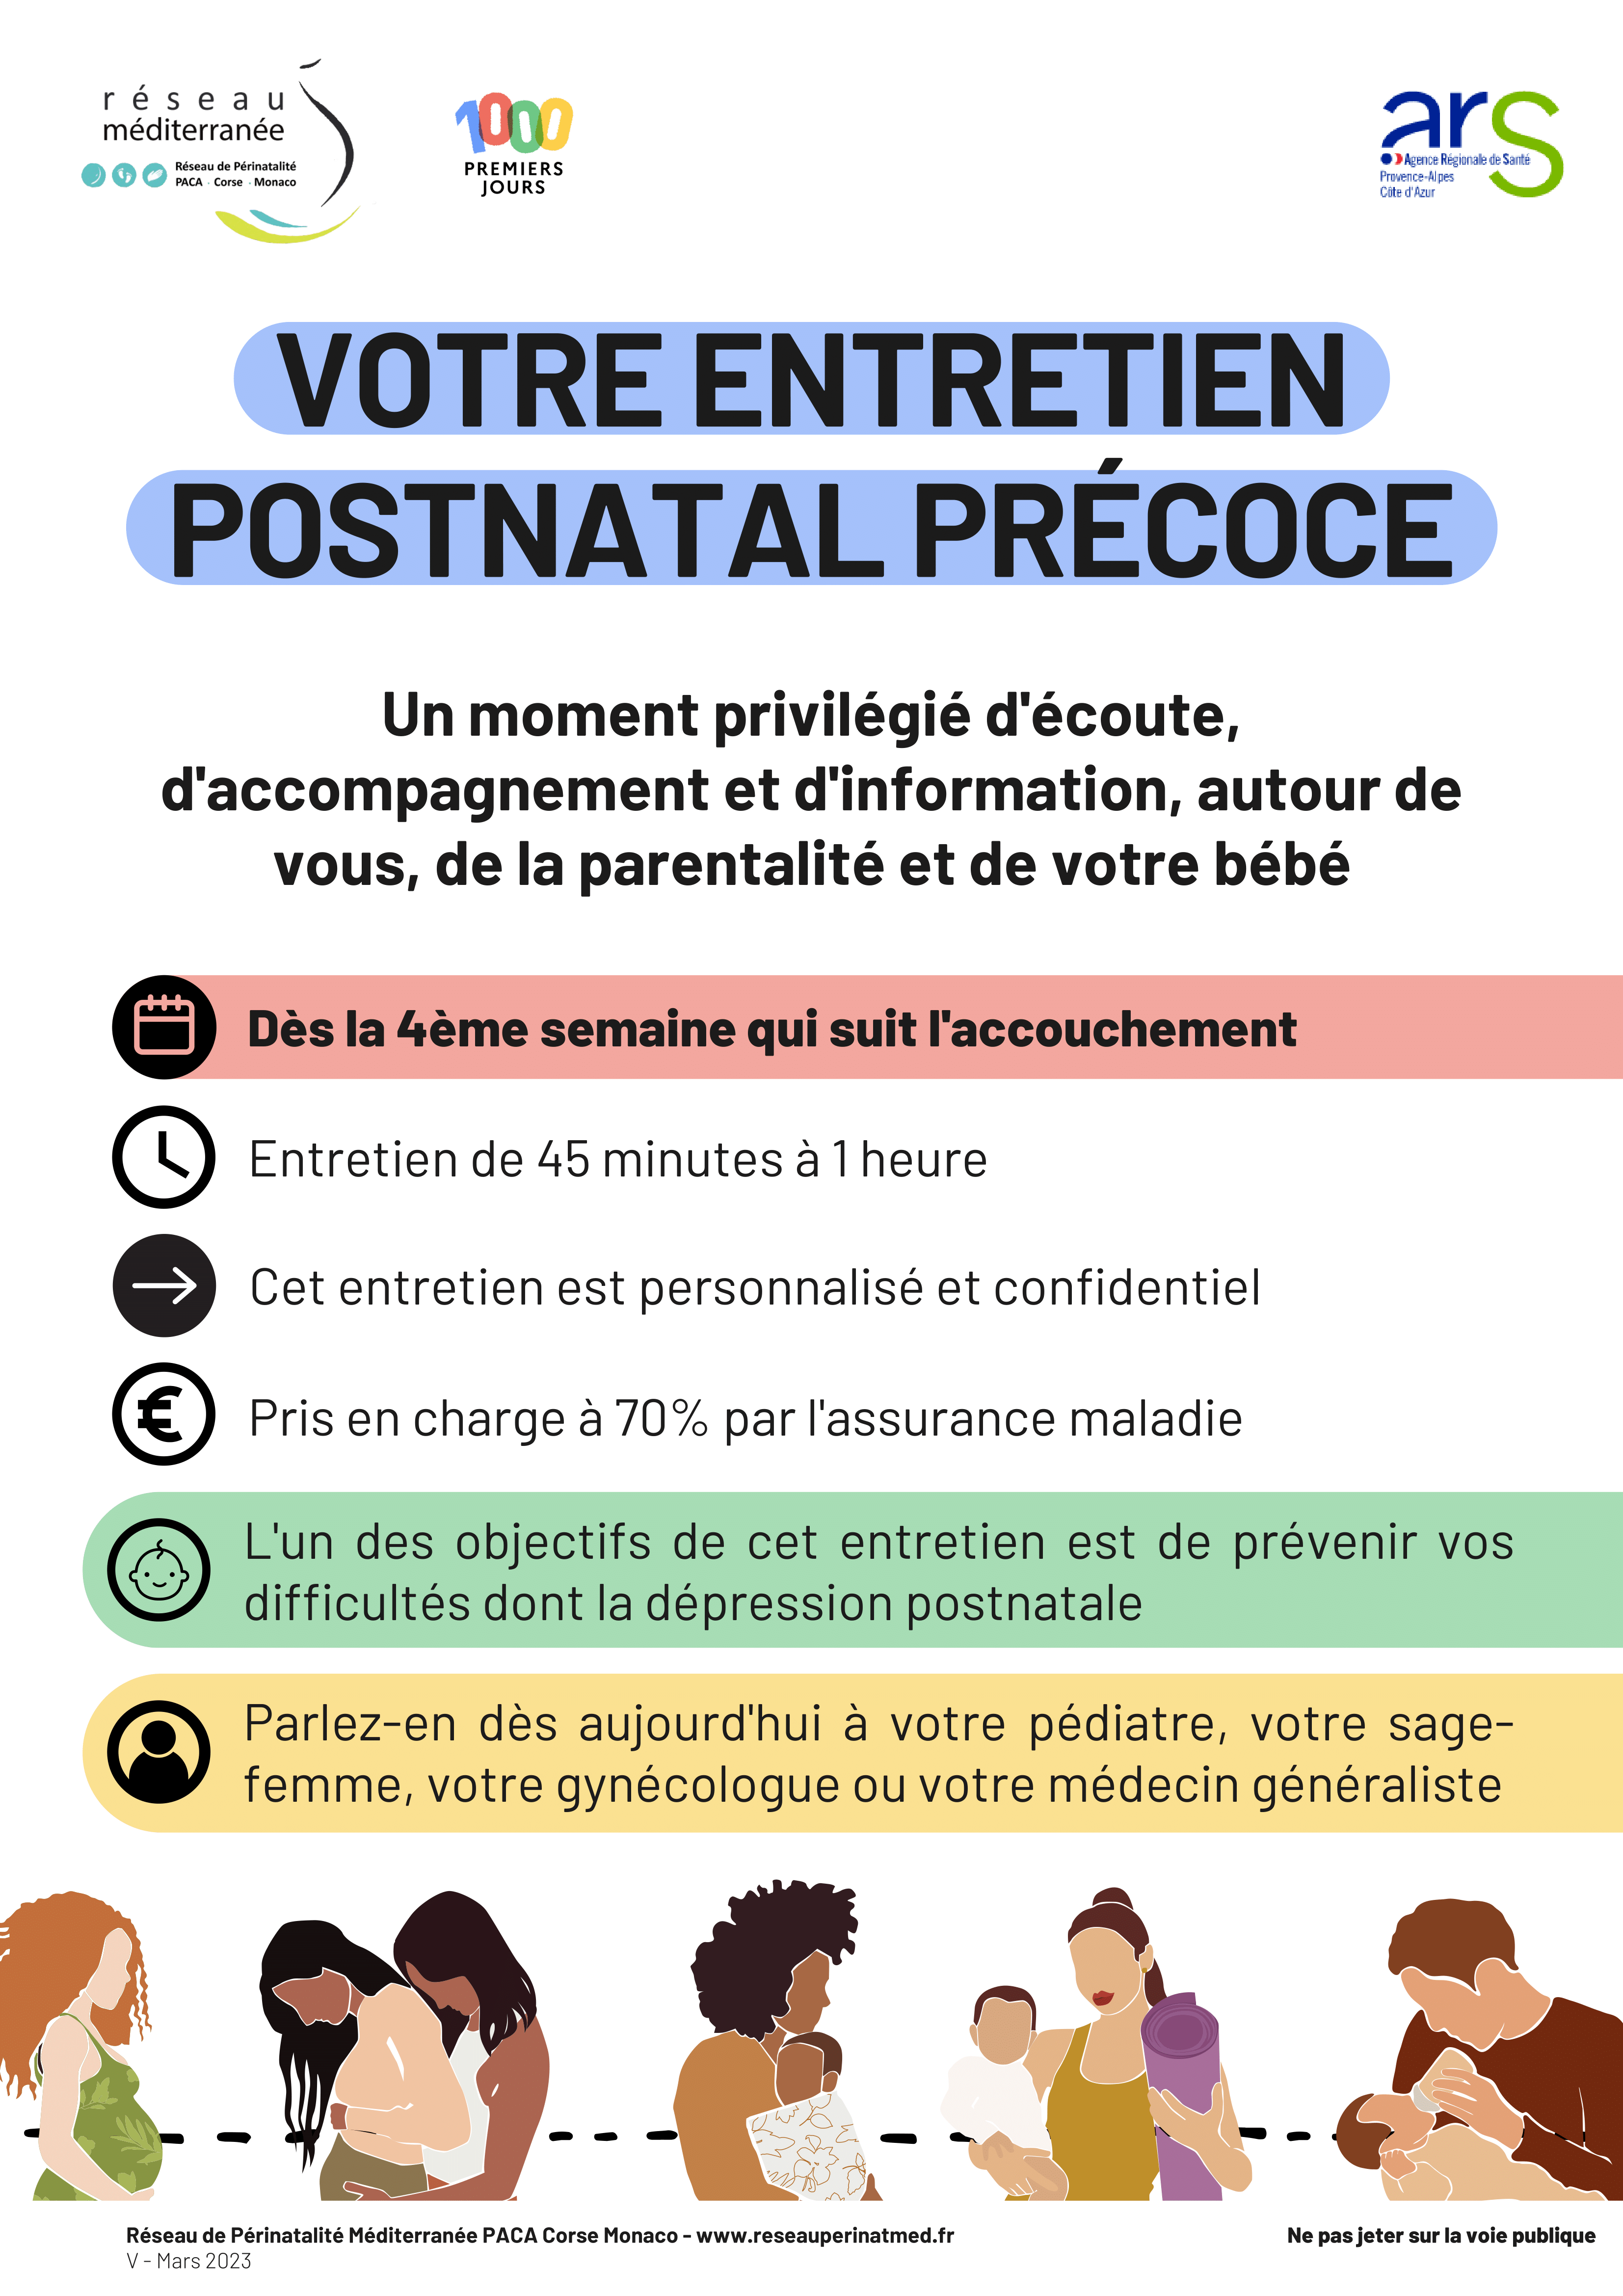 réseau
méditerranée
Réseau de Périnatalité
PACA · Corse · Monaco
1000
PREMIERS
JOURS
ars
Agence Régionale de Santé
Provence-Alpes
Côte d'Azur
VOTRE ENTRETIEN
POSTNATAL PRÉCOCE
Un moment privilégié d'écoute,
d'accompagnement et d'information, autour de
vous, de la parentalité et de votre bébé
Dès la 4ème semaine qui suit l'accouchement
Entretien de 45 minutes à 1 heure
Cet entretien est personnalisé et confidentiel
€ Pris en charge à 70% par l'assurance maladie
L'un des objectifs de cet entretien est de prévenir vos
difficultés dont la dépression postnatale
Parlez-en dès aujourd'hui à votre pédiatre, votre sage-
femme, votre gynécologue ou votre médecin généraliste
Réseau de Périnatalité Méditerranée PACA Corse Monaco - www.reseauperinatmed.fr
V - Mars 2023
Ne pas jeter sur la voie publique